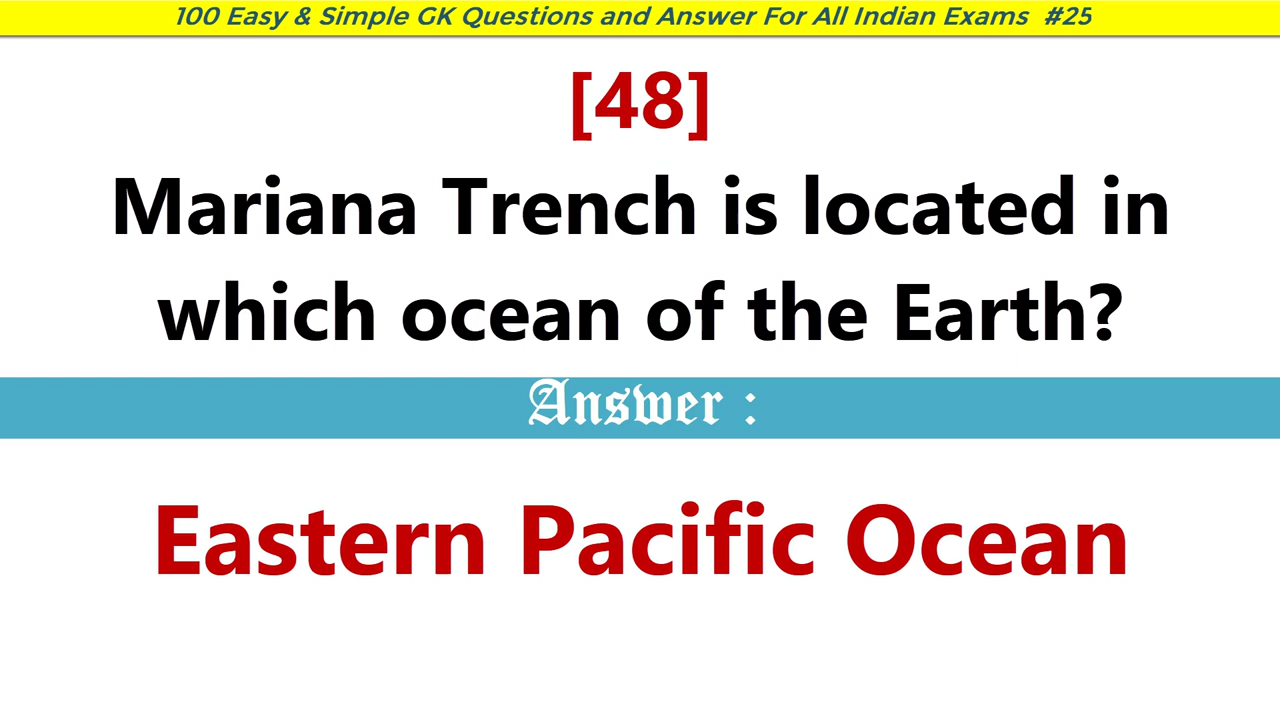 100 Easy & Simple GK Questions and Answer For All Indian Exams #25
[48]
Mariana Trench is located in
which ocean of the Earth?
Answer :
Eastern Pacific Ocean